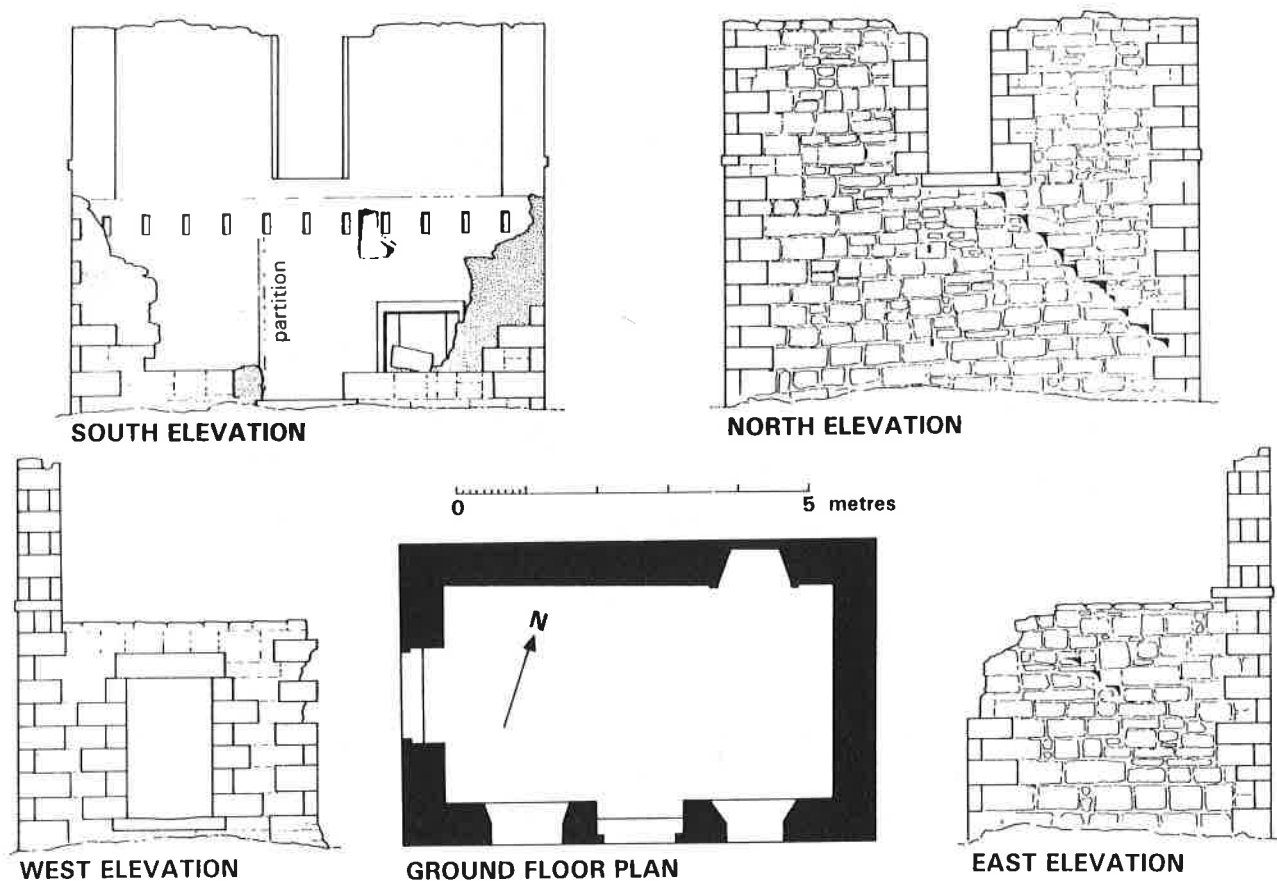 partition
SOUTH ELEVATION
NORTH ELEVATION
0 5 metres
N
WEST ELEVATION
GROUND FLOOR PLAN
EAST ELEVATION